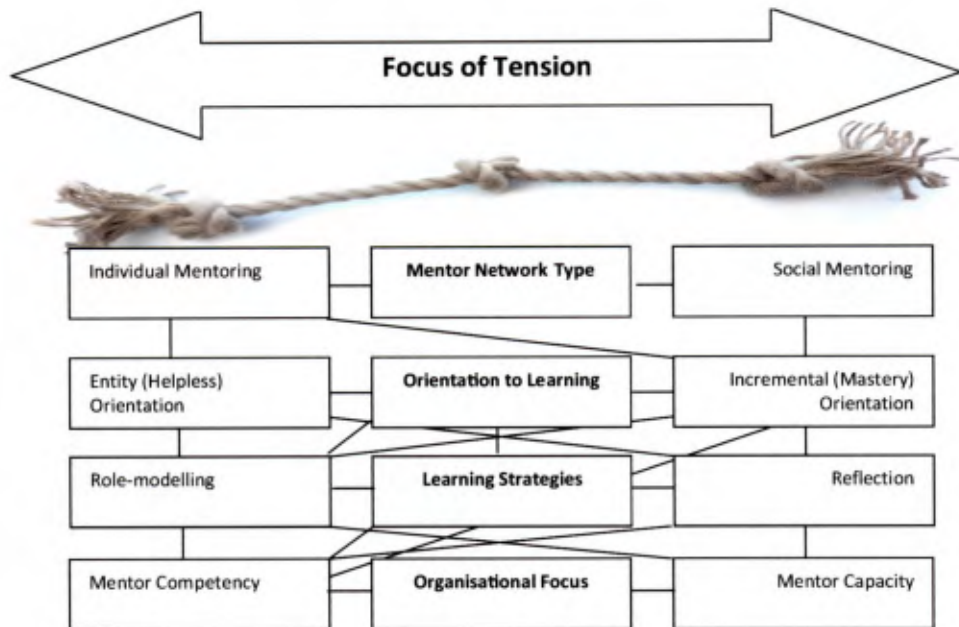 Focus of Tension
Individual Mentoring
Mentor Network Type
Social Mentoring
Entity (Helpless)
Orientation
Orientation to Learning
Incremental (Mastery)
Orientation
Role-modelling
Learning Strategies
Reflection
Mentor Competency
Organisational Focus
Mentor Capacity